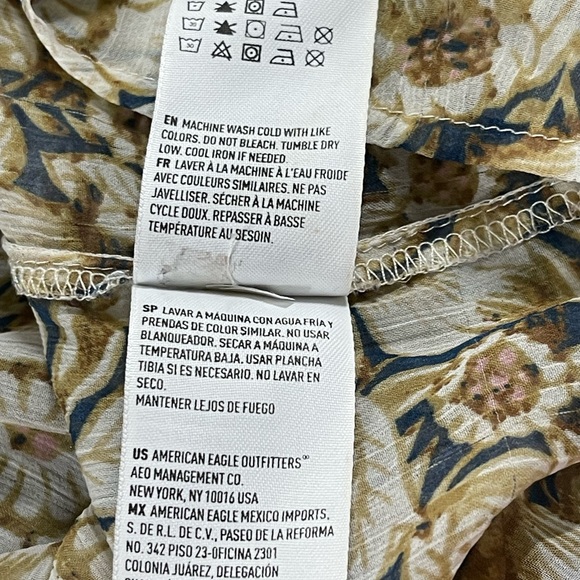 EN MACHINE WASH COLD WITH LIKE
COLORS. DO NOT BLEACH. TUMBLE DRY
LOW. COOL IRON IF NEEDED.
FR LAVER À LA MACHINE À L'EAU FROIDE
AVEC COULEURS SIMILAIRES. NE PAS
JAVELLISER. SÉCHER À LA MACHINE
CYCLE DOUX. REPASSER À BASSE
TEMPÉRATURE AU BESOIN.
SP LAVAR A MÁQUINA CON AGUA FRÍA Y
PRENDAS DE COLOR SIMILAR. NO USAR
BLANQUEADOR. SECAR A MÁQUINA A
TEMPERATURA BAJA. USAR PLANCHA
TIBIA SI ES NECESARIO. NO LAVAR EN
SECO.
MANTENER LEJOS DE FUEGO
US AMERICAN EAGLE OUTFITTERS
AEO MANAGEMENT CO.
NEW YORK, NY 10016 USA
MX AMERICAN EAGLE MEXICO IMPORTS,
S. DE R.L. DE C.V., PASEO DE LA REFORMA
NO. 342 PISO 23-OFICINA 2301
COLONIA JUÁREZ, DELEGACIÓN